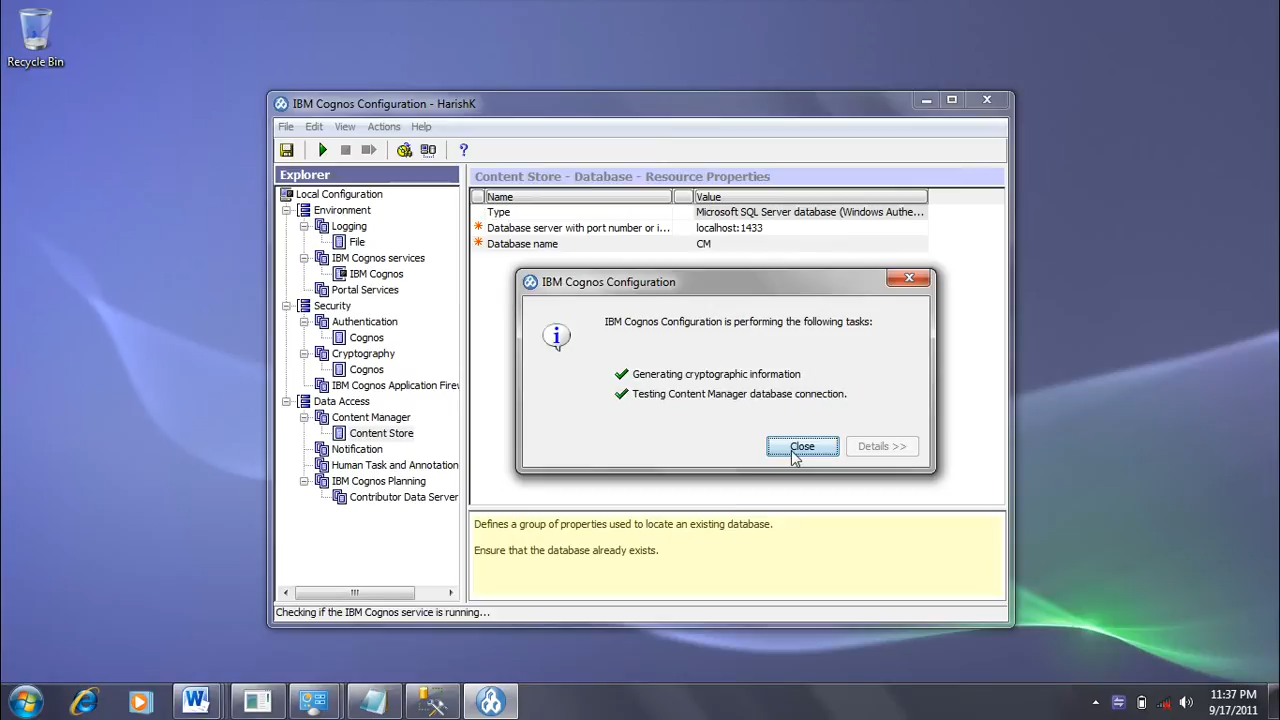 Recycle Bin
IBM Cognos Configuration - HarishK
File Edit View Actions Help
?
Explorer
Local Configuration
Environment
Logging
File
IBM Cognos services
IBM Cognos
Portal Services
Security
Authentication
Cognos
Cryptography
Cognos
IBM Cognos Application Firew
Data Access
Content Manager
Content Store
Notification
Human Task and Annotation
IBM Cognos Planning
Contributor Data Server
Content Store - Database - Resource Properties
Name Value
Type Microsoft SQL Server database (Windows Authe...
* Database server with port number or i... localhost:1433
* Database name CM
IBM Cognos Configuration
IBM Cognos Configuration is performing the following tasks:
Generating cryptographic information
Testing Content Manager database connection.
Close Details >>
Defines a group of properties used to locate an existing database.
Ensure that the database already exists.
Checking if the IBM Cognos service is running...
11:37 PM
9/17/2011